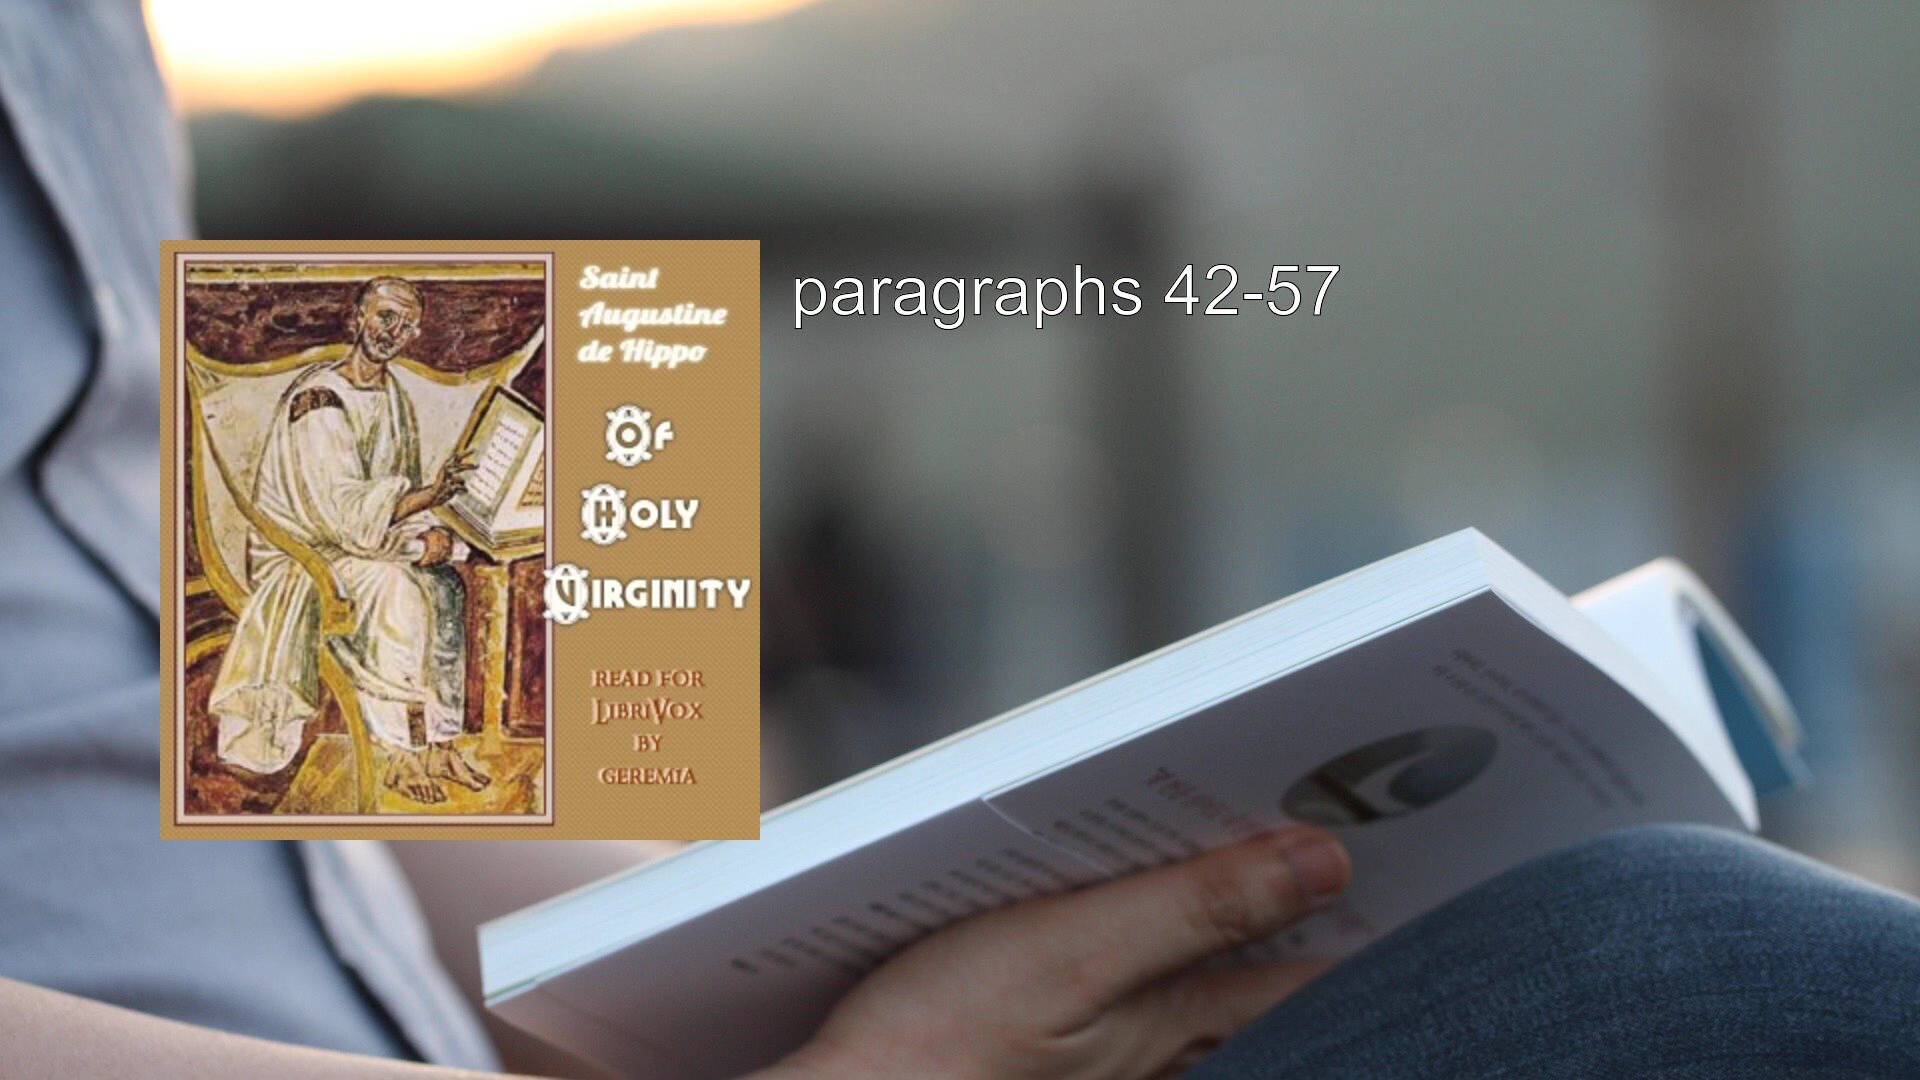 Saint
Augustine
de Hippo
Of
Holy
Virginity
READ FOR
LIBRIVOX
BY
GEREMIA
paragraphs 42-57